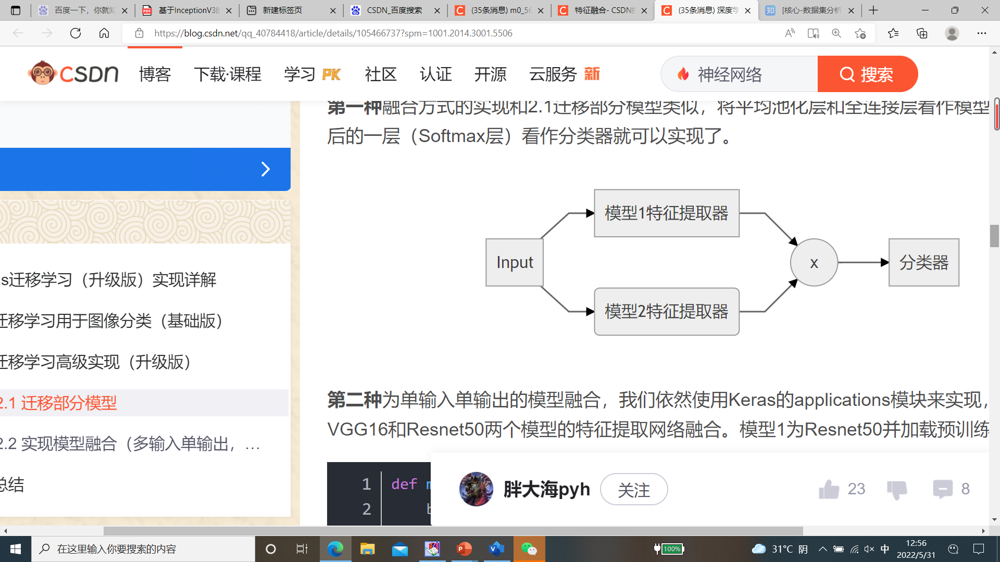 百度一下，你就知
基于InceptionV3的
新建标签页
CSDN_百度搜索
(35条消息) m0_56
特征融合- CSDN搜
(35条消息) 深度学
[核心-数据集分析
https://blog.csdn.net/qq_40784418/article/details/105466737?spm=1001.2014.3001.5506
CSDN 博客 下载·课程 学习 PK 社区 认证 开源 云服务 新 神经网络 搜索
第一种融合方式的实现和2.1迁移部分模型类似，将平均池化层和全连接层看作模型
后的一层（Softmax层）看作分类器就可以实现了。
模型1特征提取器
Input
x
分类器
模型2特征提取器
as迁移学习（升级版）实现详解
迁移学习用于图像分类（基础版）
迁移学习高级实现（升级版）
2.1 迁移部分模型
2.2 实现模型融合（多输入单输出，…
总结
第二种为单输入单输出的模型融合，我们依然使用Keras的applications模块来实现，
VGG16和Resnet50两个模型的特征提取网络融合。模型1为Resnet50并加载预训练
1 def
2
胖大海pyh 关注 23 8
在这里输入你要搜索的内容
100%
31°C 阴
中
12:56
2022/5/31